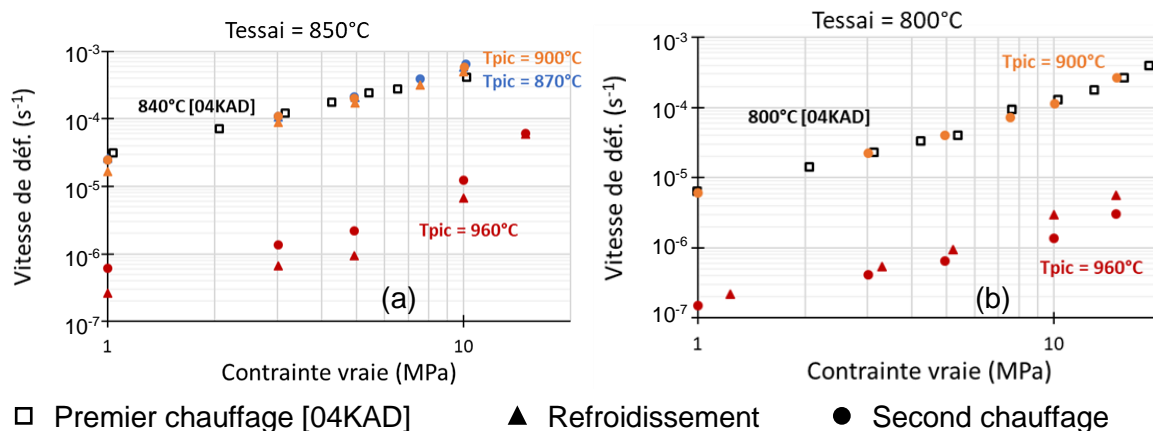 Tessai = 850°C
Vitesse de déf. (s⁻¹)
10⁻³
10⁻⁴
10⁻⁵
10⁻⁶
10⁻⁷
Tpic = 900°C
Tpic = 870°C
840°C [04KAD]
Tpic = 960°C
(a)
1
10
Contrainte vraie (MPa)
Tessai = 800°C
Vitesse de déf. (s⁻¹)
10⁻³
10⁻⁴
10⁻⁵
10⁻⁶
10⁻⁷
Tpic = 900°C
800°C [04KAD]
Tpic = 960°C
(b)
1
10
Contrainte vraie (MPa)
Premier chauffage [04KAD] Refroidissement Second chauffage